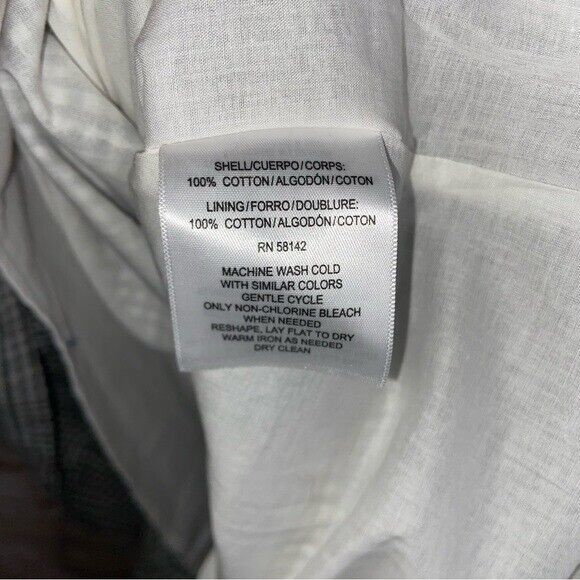 SHELL/CUERPO/CORPS:
100% COTTON/ALGODÓN/COTON
LINING/FORRO/DOUBLURE:
100% COTTON/ALGODÓN/COTON
RN 58142
MACHINE WASH COLD
WITH SIMILAR COLORS
GENTLE CYCLE
ONLY NON-CHLORINE BLEACH
WHEN NEEDED
RESHAPE, LAY FLAT TO DRY
WARM IRON AS NEEDED
DRY CLEAN